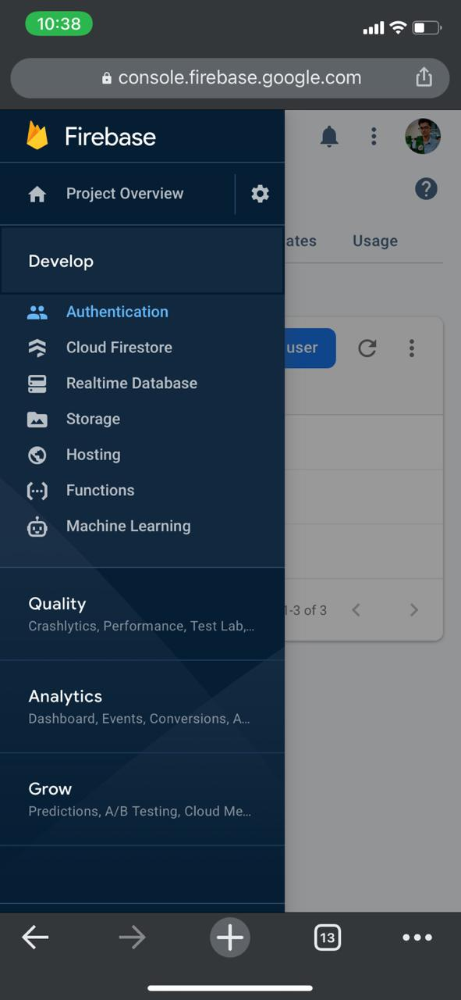 10:38
console.firebase.google.com
Firebase
Project Overview
Develop
ates
Usage
Authentication
Cloud Firestore
user
Realtime Database
Storage
Hosting
Functions
Machine Learning
Quality
Crashlytics, Performance, Test Lab,...
1-3 of 3
Analytics
Dashboard, Events, Conversions, A...
Grow
Predictions, A/B Testing, Cloud Me...
13